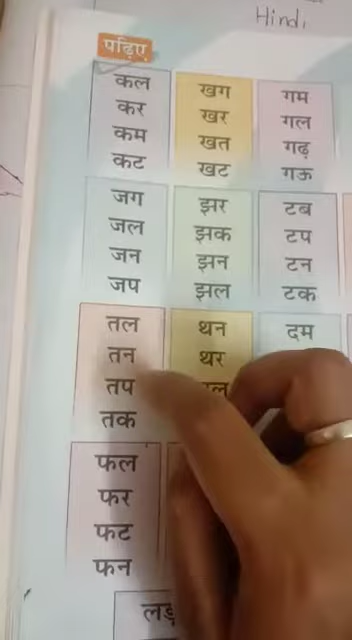 Hindi
पढ़िए
कल खग गम
कर खर गल
कम खत गढ़
कट खट गऊ
जग झर टब
जल झक टप
जन झन टन
जप झल टक
तल थन दम
तन थर
तप
तक
फल
फर
फट
फन